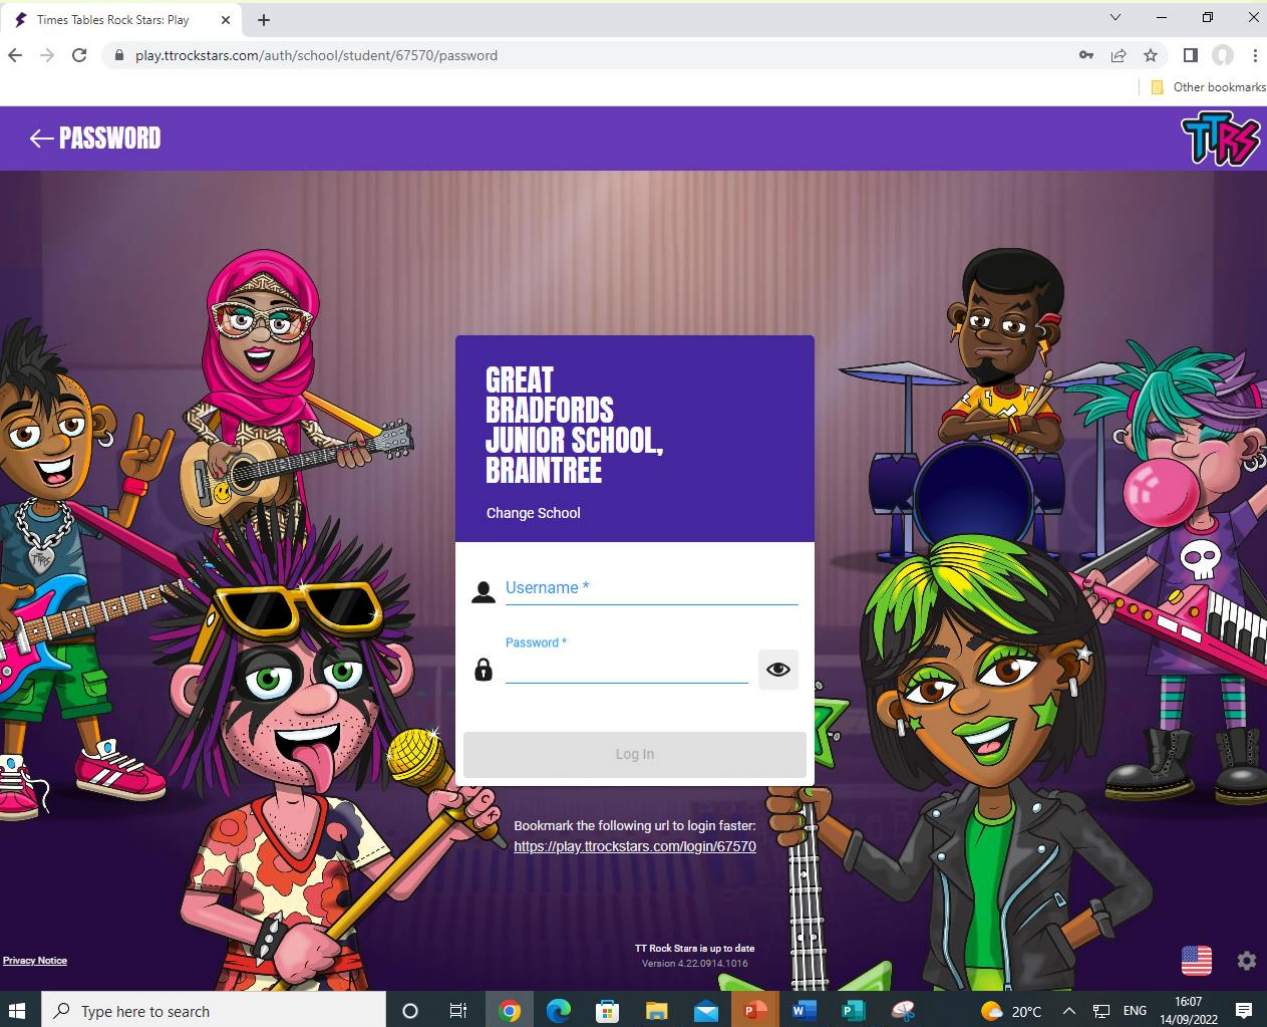 Times Tables Rock Stars: Play
play.ttrockstars.com/auth/school/student/67570/password
Other bookmarks
PASSWORD
TTRS
GREAT
BRADFORDS
JUNIOR SCHOOL,
BRAINTREE
Change School
Username *
Password *
Log In
TTRS
ROCK
Bookmark the following url to login faster:
https://play.ttrockstars.com/login/67570
TT Rock Stars is up to date
Version 4.22.0914.1016
Privacy Notice
Type here to search
20°C
ENG
16:07
14/09/2022